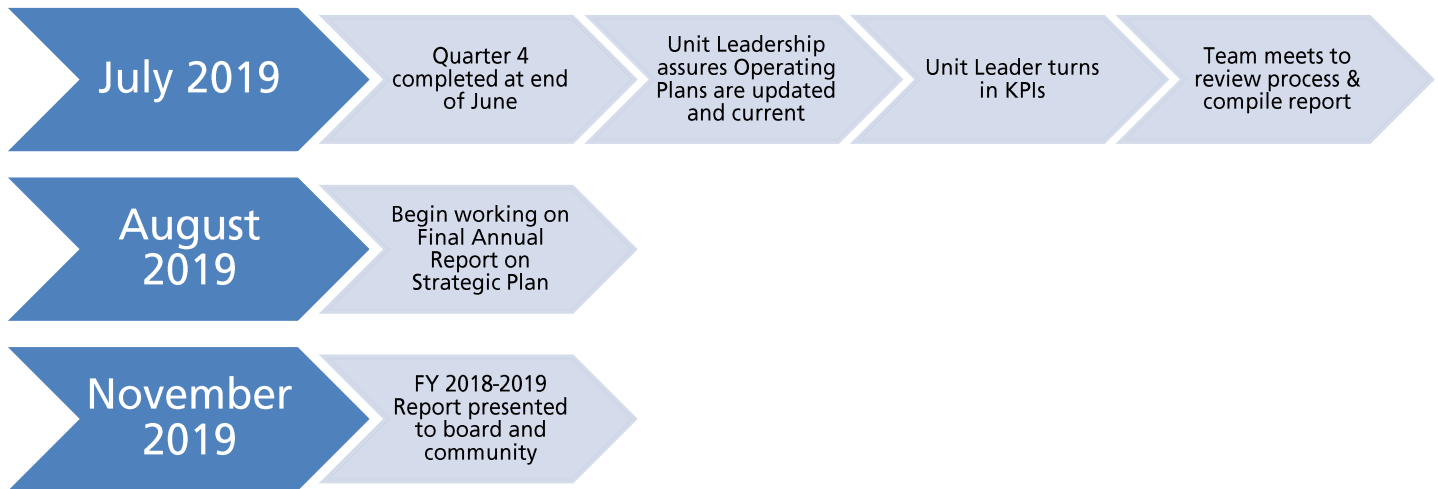 July 2019
Quarter 4
completed at end
of June
Unit Leadership
assures Operating
Plans are updated
and current
Unit Leader turns
in KPIs
Team meets to
review process &
compile report
August
2019
Begin working on
Final Annual
Report on
Strategic Plan
November
2019
FY 2018-2019
Report presented
to board and
community